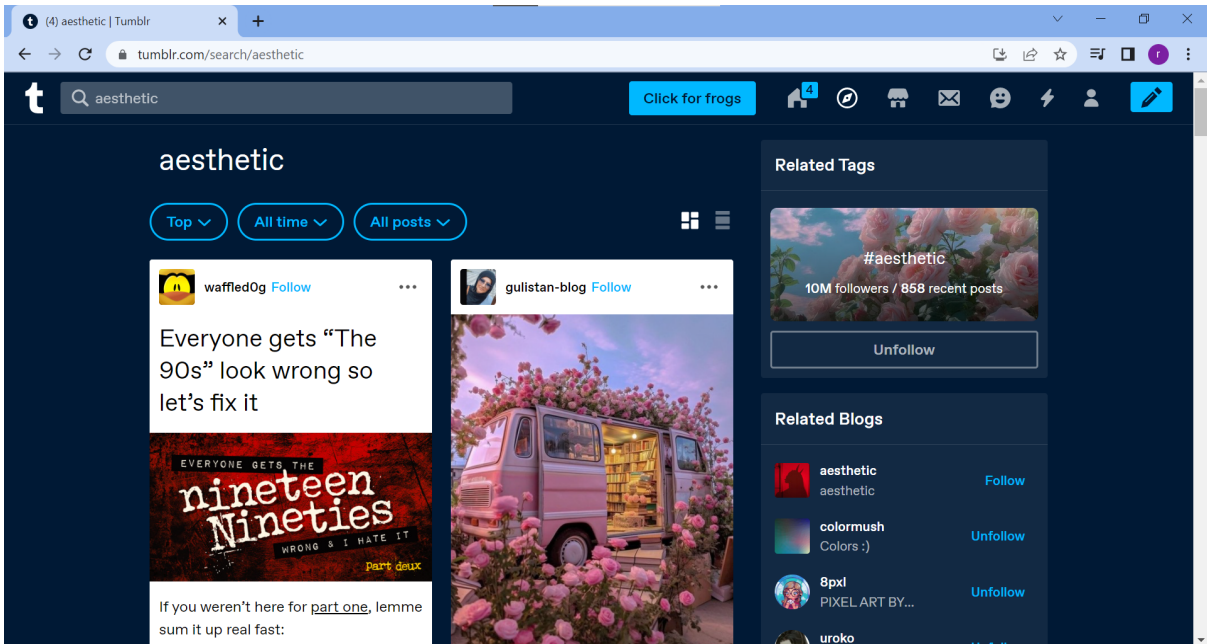 (4) aesthetic | Tumblr
tumblr.com/search/aesthetic
r
t
aesthetic
Click for frogs
4
aesthetic
Top
All time
All posts
waffled0g Follow
Everyone gets “The
90s” look wrong so
let’s fix it
EVERYONE GETS THE
nineteen
Nineties
WRONG & I HATE IT
Part deux
If you weren’t here for part one, lemme
sum it up real fast:
gulistan-blog Follow
Related Tags
#aesthetic
10M followers / 858 recent posts
Unfollow
Related Blogs
aesthetic
aesthetic
Follow
colormush
Colors :)
Unfollow
8pxl
PIXEL ART BY...
Unfollow
uroko
Unfollow